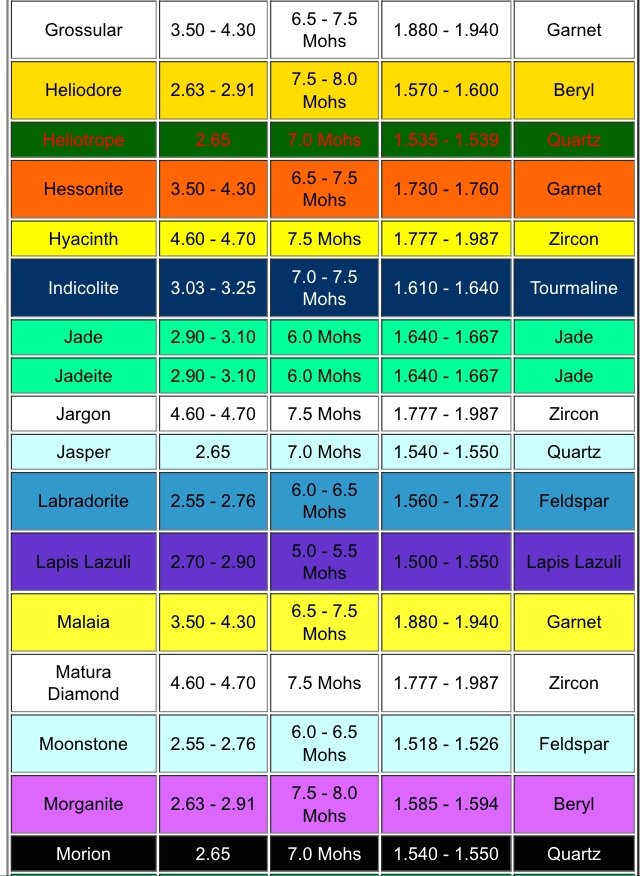 Grossular 3.50 - 4.30 6.5 - 7.5 Mohs 1.880 - 1.940 Garnet
Heliodore 2.63 - 2.91 7.5 - 8.0 Mohs 1.570 - 1.600 Beryl
Heliotrope 2.65 7.0 Mohs 1.535 - 1.539 Quartz
Hessonite 3.50 - 4.30 6.5 - 7.5 Mohs 1.730 - 1.760 Garnet
Hyacinth 4.60 - 4.70 7.5 Mohs 1.777 - 1.987 Zircon
Indicolite 3.03 - 3.25 7.0 - 7.5 Mohs 1.610 - 1.640 Tourmaline
Jade 2.90 - 3.10 6.0 Mohs 1.640 - 1.667 Jade
Jadeite 2.90 - 3.10 6.0 Mohs 1.640 - 1.667 Jade
Jargon 4.60 - 4.70 7.5 Mohs 1.777 - 1.987 Zircon
Jasper 2.65 7.0 Mohs 1.540 - 1.550 Quartz
Labradorite 2.55 - 2.76 6.0 - 6.5 Mohs 1.560 - 1.572 Feldspar
Lapis Lazuli 2.70 - 2.90 5.0 - 5.5 Mohs 1.500 - 1.550 Lapis Lazuli
Malaia 3.50 - 4.30 6.5 - 7.5 Mohs 1.880 - 1.940 Garnet
Matura Diamond 4.60 - 4.70 7.5 Mohs 1.777 - 1.987 Zircon
Moonstone 2.55 - 2.76 6.0 - 6.5 Mohs 1.518 - 1.526 Feldspar
Morganite 2.63 - 2.91 7.5 - 8.0 Mohs 1.585 - 1.594 Beryl
Morion 2.65 7.0 Mohs 1.540 - 1.550 Quartz